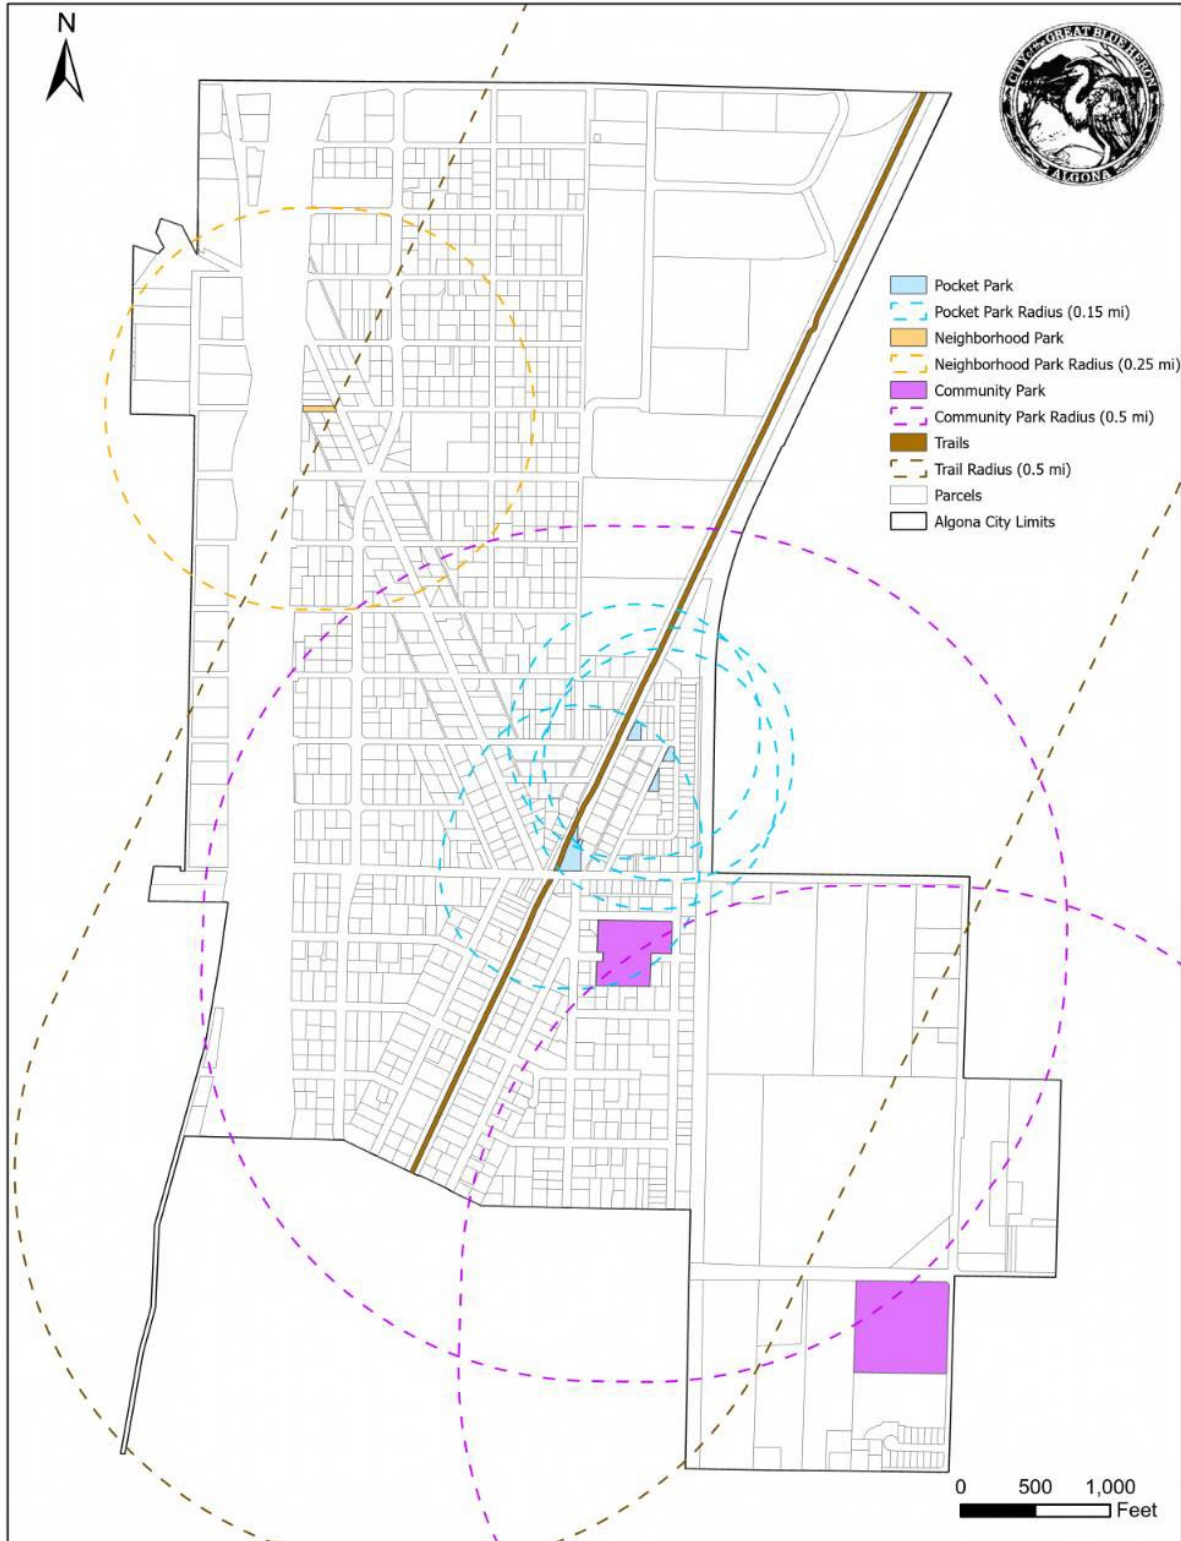 N
CITY of the GREAT BLUE HERON
ALGONA
Pocket Park
Pocket Park Radius (0.15 mi)
Neighborhood Park
Neighborhood Park Radius (0.25 mi)
Community Park
Community Park Radius (0.5 mi)
Trails
Trail Radius (0.5 mi)
Parcels
Algona City Limits
0 500 1,000
Feet